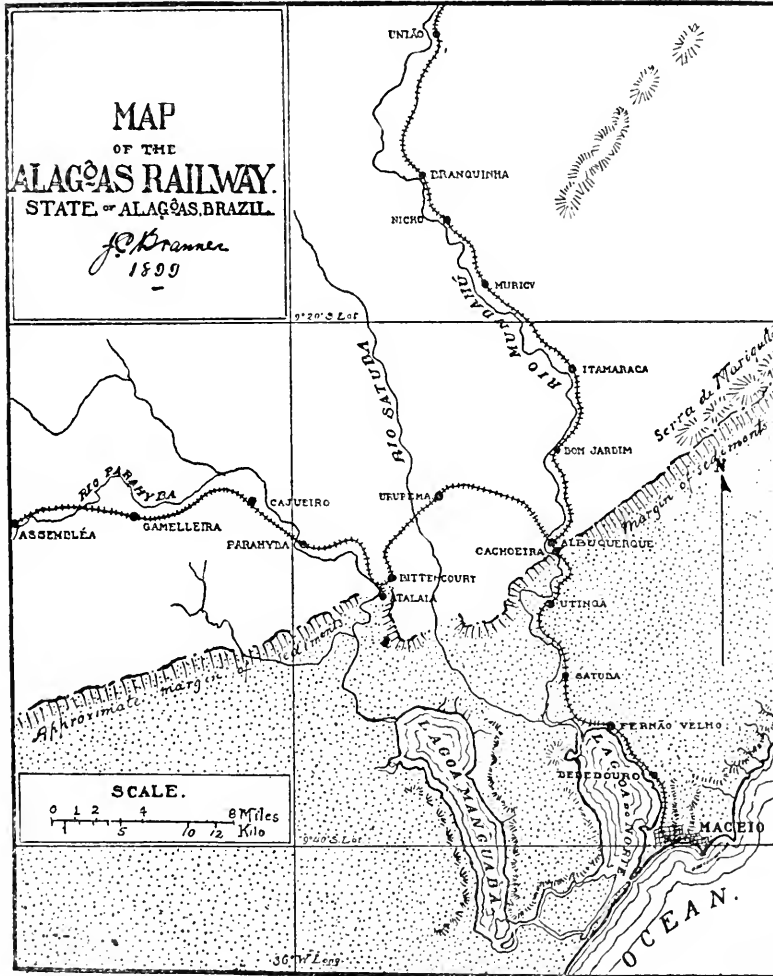 MAP
OF THE
ALAGÔAS RAILWAY.
STATE OF ALAGÔAS, BRAZIL.
J.C. Branner
1899
UNIÃO
BRANQUINHA
NICHO
MURICY
RIO MUNDAHÚ
9°20' S Lat
ITAMARACA
RIO SATUBA
Serra de Mariquita
Margin of sediments
N
BOM JARDIM
RIO PARAHYBA
CAJUEIRO
URUPEMA
ASSEMBLÉA
GAMELLEIRA
PARAHYBA
ALBUQUERQUE
CACHOEIRA
BITTENCOURT
ATALAIA
UTINGA
Approximate margin of sediments
SATUBA
FERNÃO VELHO
LAGOA MANGUABA
LAGOA DO NORTE
BEBEDOURO
SCALE.
0 1 2 4 8 Miles
1 5 10 12 Kilo
MACEIO
9°40' S Lat
OCEAN.
36° W Long